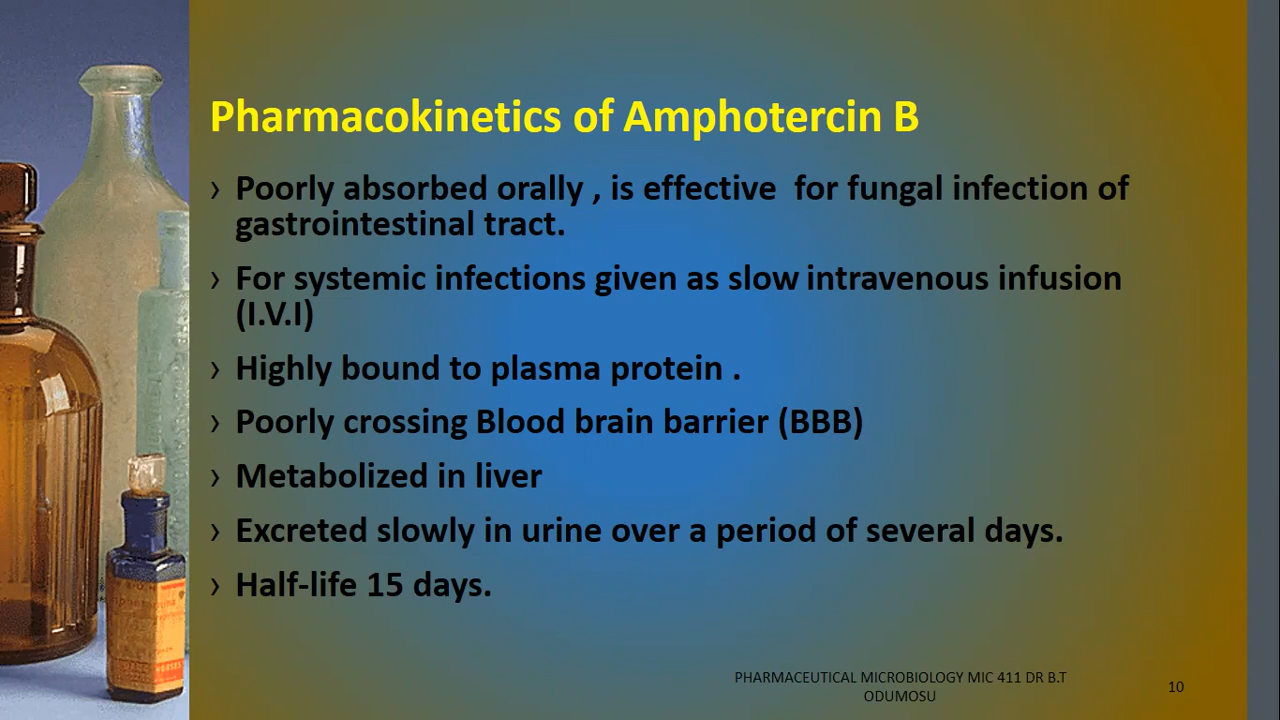 Pharmacokinetics of Amphotercin B
› Poorly absorbed orally , is effective  for fungal infection of
gastrointestinal tract.
› For systemic infections given as slow intravenous infusion
(I.V.I)
› Highly bound to plasma protein .
› Poorly crossing Blood brain barrier (BBB)
› Metabolized in liver
› Excreted slowly in urine over a period of several days.
› Half-life 15 days.
PHARMACEUTICAL MICROBIOLOGY MIC 411 DR B.T
ODUMOSU
10